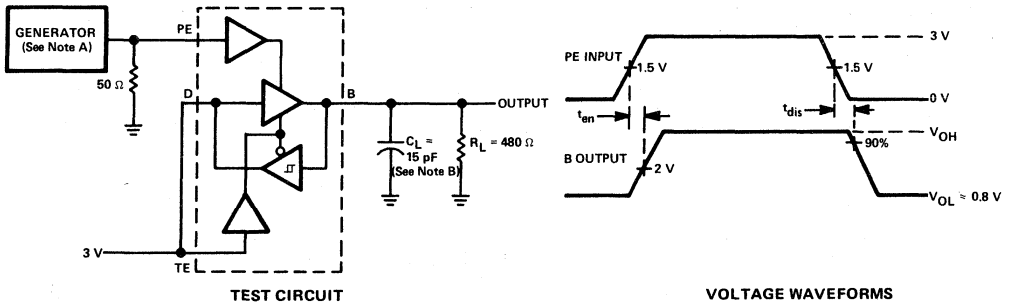 GENERATOR
(See Note A)
PE
50 Ω
D
B
OUTPUT
C_L ≈
15 pF
(See Note B)
R_L = 480 Ω
3 V
TE
TEST CIRCUIT
PE INPUT
1.5 V
1.5 V
3 V
0 V
t_en
t_dis
B OUTPUT
2 V
V_OH
90%
V_OL ≈ 0.8 V
VOLTAGE WAVEFORMS